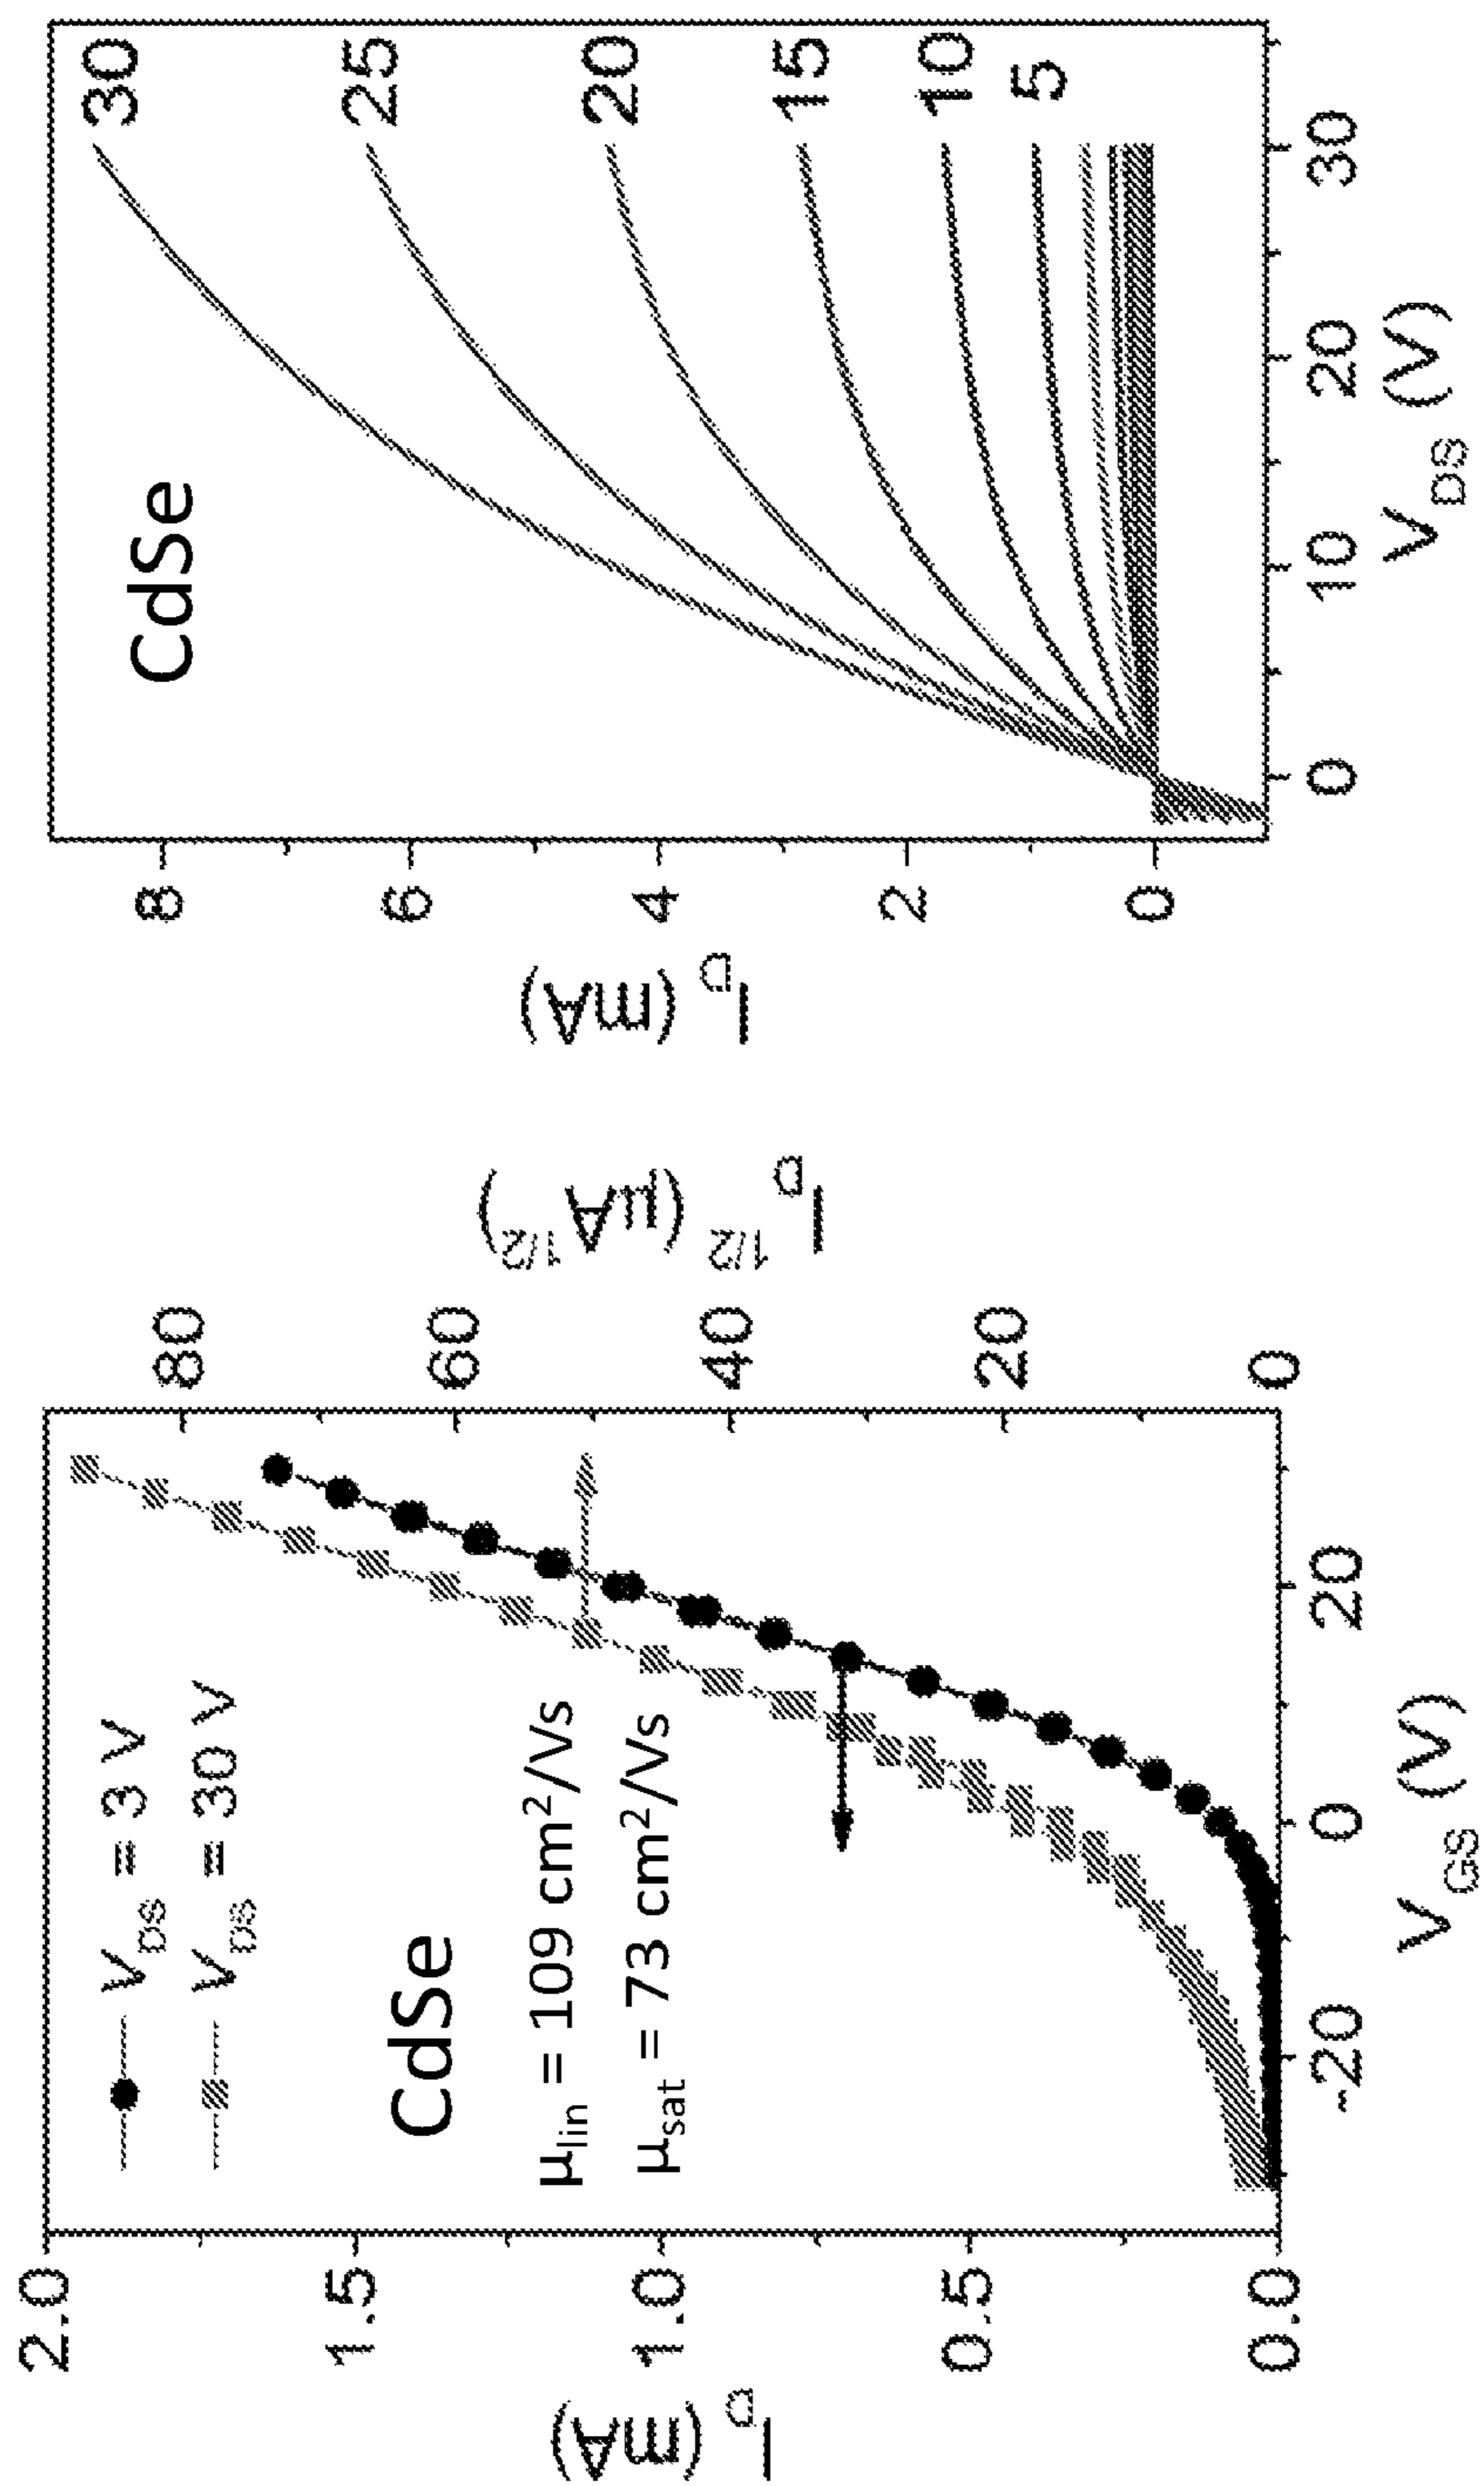 2.0
1.5
1.0
0.5
0.0
I_D (mA)
V_DS = 3 V
V_DS = 30 V
CdSe
μ_lin = 109 cm²/Vs
μ_sat = 73 cm²/Vs
-20
0
20
V_GS (V)
80
60
40
20
0
I_D^1/2 (μA^1/2)
I_D (mA)
8
6
4
2
0
CdSe
30
25
20
15
10
5
0
10
20
30
V_DS (V)